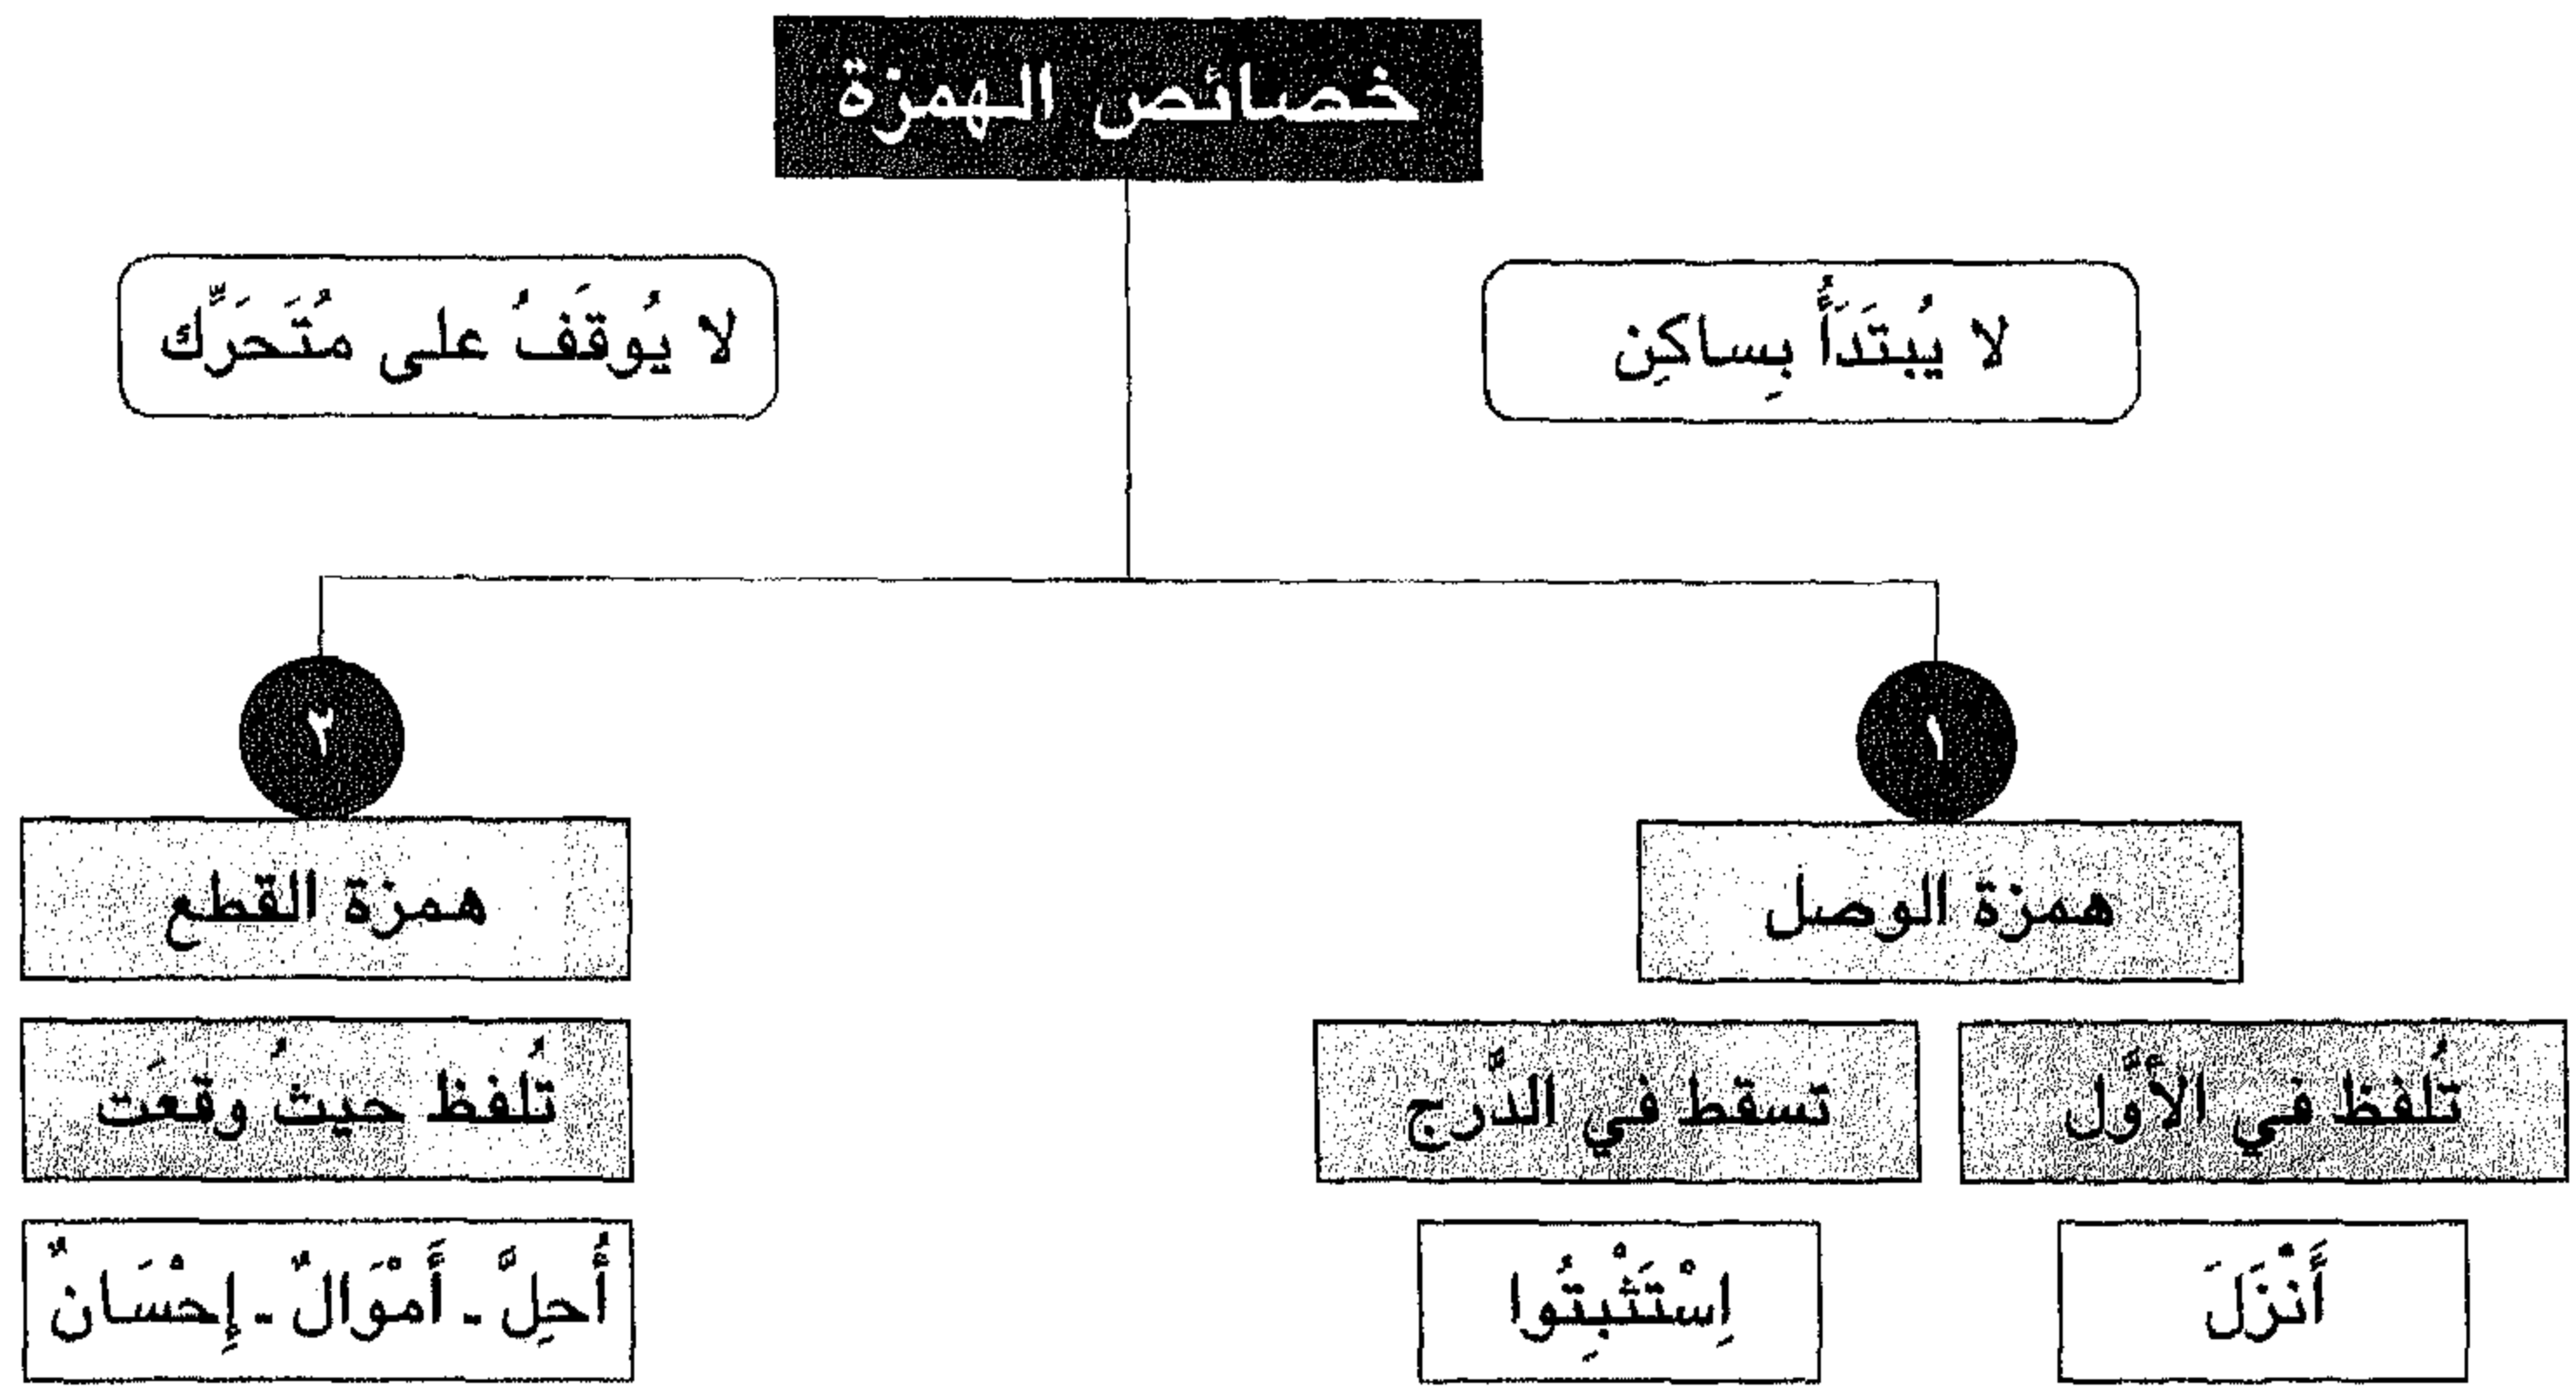 خصائص الهمزة
لا يُبتَدَأُ بِساكِن
لا يُوقَفُ على مُتَحَرِّك
١
٢
همزة الوصل
همزة القطع
تُلفظ في الأوَّل
تسقط في الدَّرج
تُلفظ حيثُ وقعَت
أَنْزَلَ
اِسْتَثْبِتُوا
أُحِلَّ ـ أَمْوَالٌ ـ إِحْسَانٌ